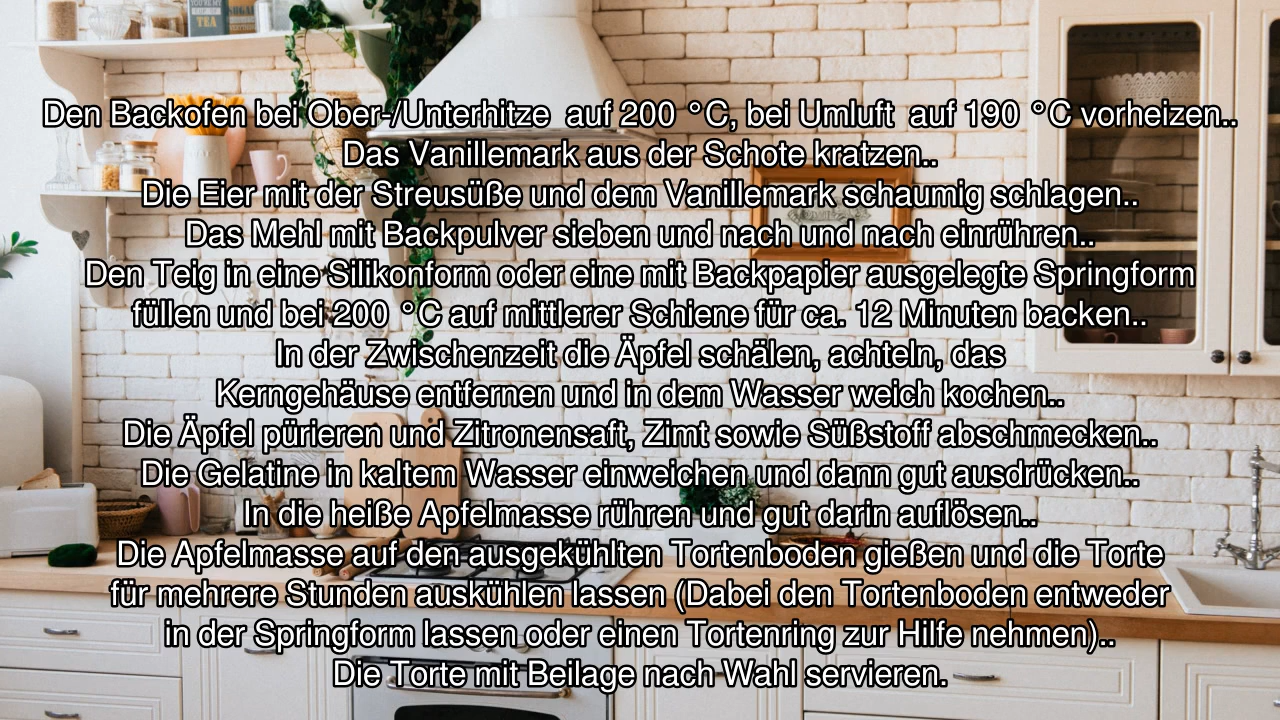 TEA
Den Backofen bei Ober-/Unterhitze  auf 200 °C, bei Umluft  auf 190 °C vorheizen..
Das Vanillemark aus der Schote kratzen..
Die Eier mit der Streusüße und dem Vanillemark schaumig schlagen..
Das Mehl mit Backpulver sieben und nach und nach einrühren..
Den Teig in eine Silikonform oder eine mit Backpapier ausgelegte Springform
füllen und bei 200 °C auf mittlerer Schiene für ca. 12 Minuten backen..
In der Zwischenzeit die Äpfel schälen, achteln, das
Kerngehäuse entfernen und in dem Wasser weich kochen..
Die Äpfel pürieren und Zitronensaft, Zimt sowie Süßstoff abschmecken..
Die Gelatine in kaltem Wasser einweichen und dann gut ausdrücken..
In die heiße Apfelmasse rühren und gut darin auflösen..
Die Apfelmasse auf den ausgekühlten Tortenboden gießen und die Torte
für mehrere Stunden auskühlen lassen (Dabei den Tortenboden entweder
in der Springform lassen oder einen Tortenring zur Hilfe nehmen)..
Die Torte mit Beilage nach Wahl servieren.